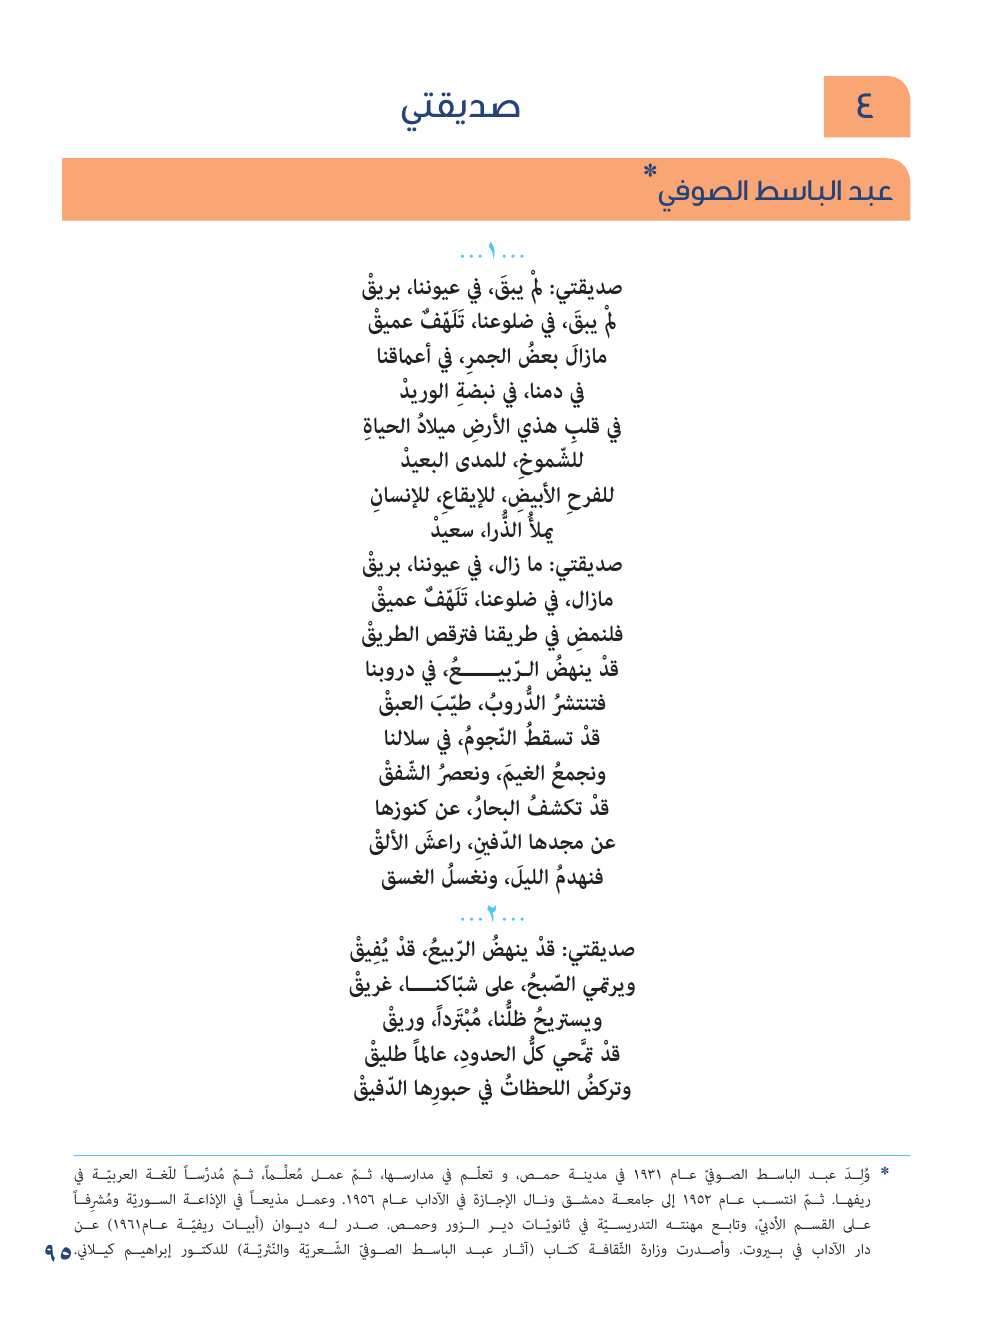 ٤
صديقتي
عبد الباسط الصوفي*
...١...
صديقتي: لمْ يبقَ، في عيوننا، بريقْ
لمْ يبقَ، في ضلوعنا، تَلَهّفٌ عميقْ
مازالَ بعضُ الجمرِ، في أعماقنا
في دمنا، في نبضةِ الوريدْ
في قلبِ هذي الأرضِ ميلادُ الحياةِ
للشّموخِ، للمدى البعيدْ
للفرحِ الأبيضِ، للإيقاعِ، للإنسانِ
يملأُ الذُّرا، سعيدْ
صديقتي: ما زال، في عيوننا، بريقْ
مازال، في ضلوعنا، تَلَهّفٌ عميقْ
فلنمضِ في طريقنا فترقص الطريقْ
قدْ ينهضُ الـرّبيـــــعُ، في دروبنا
فتنتشرُ الدُّروبُ، طيّبَ العبقْ
قدْ تسقطُ النّجومُ، في سلالنا
ونجمعُ الغيمَ، ونعصرُ الشّفقْ
قدْ تكشفُ البحارُ، عن كنوزها
عن مجدها الدّفينِ، راعشَ الألقْ
فنهدمُ الليلَ، ونغسلُ الغسق
...٢...
صديقتي: قدْ ينهضُ الرّبيعُ، قدْ يُفِيقْ
ويرتمي الصّبحُ، على شبّاكنـــا، غريقْ
ويستريحُ ظلُّنا، مُبْتَرداً، وريقْ
قدْ تمَّحي كلُّ الحدودِ، عالماً طليقْ
وتركضُ اللحظاتُ في حبورِها الدّفيقْ
* وُلِدَ عبد الباسط الصوفيّ عام ١٩٣١ في مدينة حمص، و تعلّم في مدارسها، ثمّ عمل مُعلْماً، ثمّ مُدرّساً للّغة العربيّة في
ريفها. ثمّ انتسب عام ١٩٥٢ إلى جامعة دمشق ونال الإجازة في الآداب عام ١٩٥٦. وعمل مذيعاً في الإذاعة السوريّة ومُشرِفاً
على القسم الأدبيّ، وتابع مهنته التدريسيّة في ثانويّات دير الزور وحمص. صدر له ديوان (أبيات ريفيّة عام١٩٦١) عن
دار الآداب في بيروت. وأصدرت وزارة الثّقافة كتاب (آثار عبد الباسط الصوفيّ الشّعريّة والنّثريّة) للدكتور إبراهيم كيلاني.
٩٥